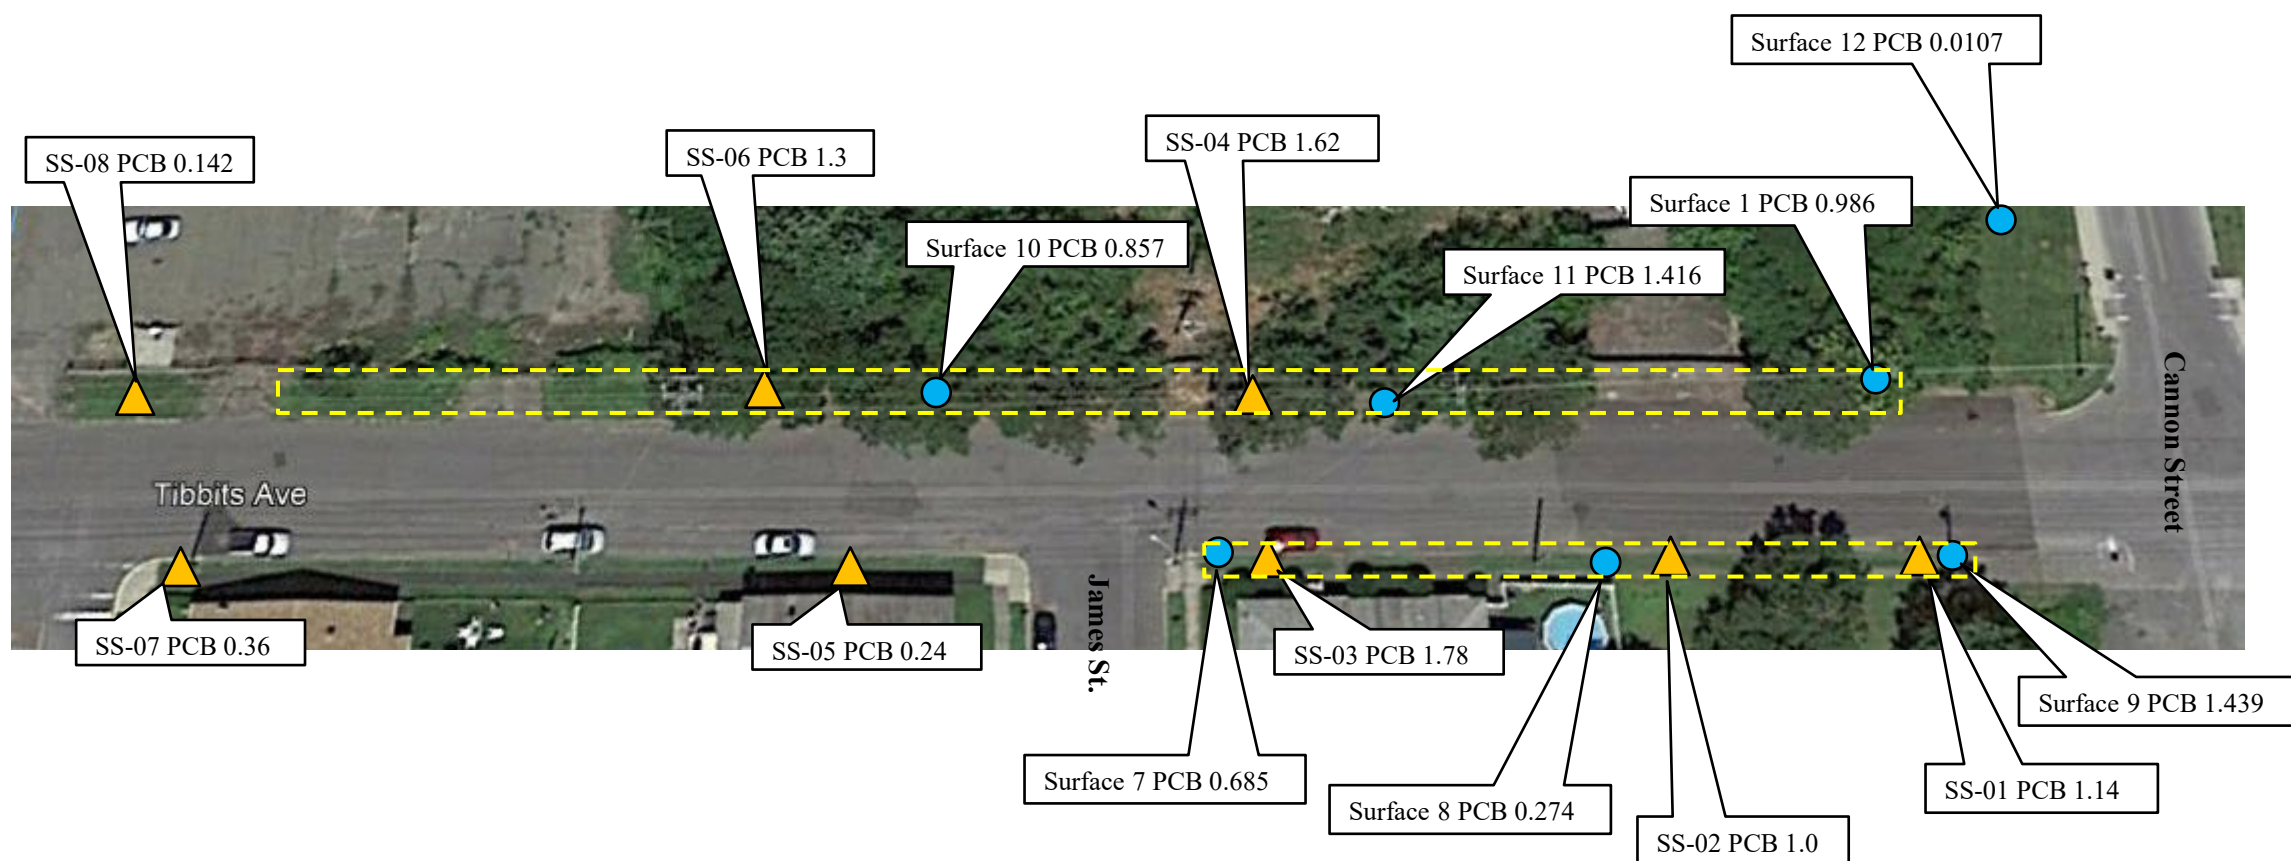 Surface 12 PCB 0.0107
SS-04 PCB 1.62
SS-06 PCB 1.3
SS-08 PCB 0.142
Surface 1 PCB 0.986
Surface 10 PCB 0.857
Surface 11 PCB 1.416
Cannon Street
Tibbits Ave
James St.
SS-07 PCB 0.36
SS-05 PCB 0.24
SS-03 PCB 1.78
Surface 9 PCB 1.439
Surface 7 PCB 0.685
SS-01 PCB 1.14
Surface 8 PCB 0.274
SS-02 PCB 1.0